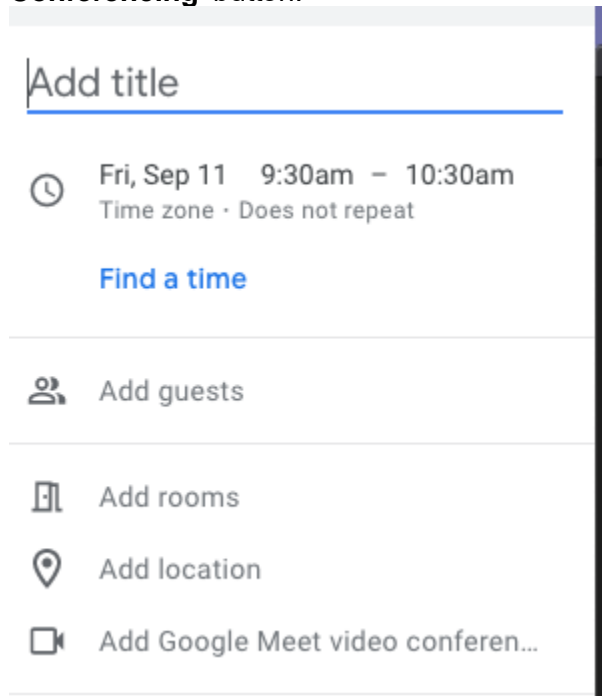 Add title
Fri, Sep 11 9:30am – 10:30am
Time zone · Does not repeat
Find a time
Add guests
Add rooms
Add location
Add Google Meet video conferen...